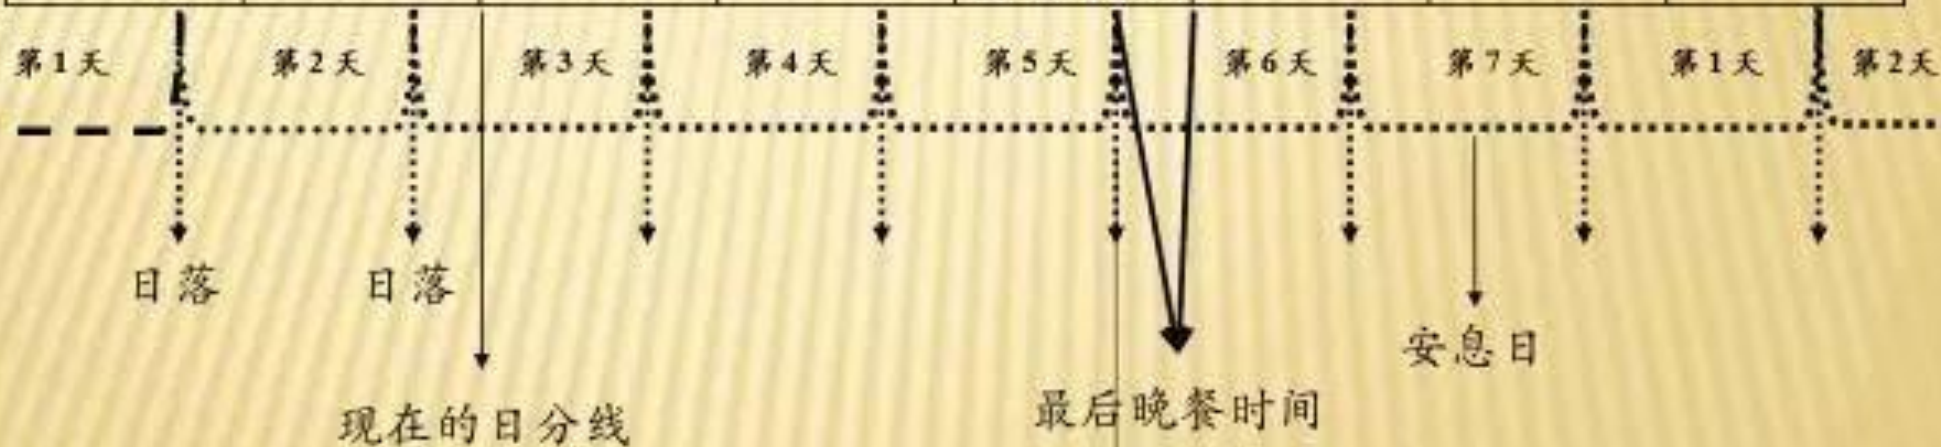 第1天 第2天 第3天 第4天 第5天 第6天 第7天 第1天 第2天
日落 日落
安息日
现在的日分线 最后晚餐时间